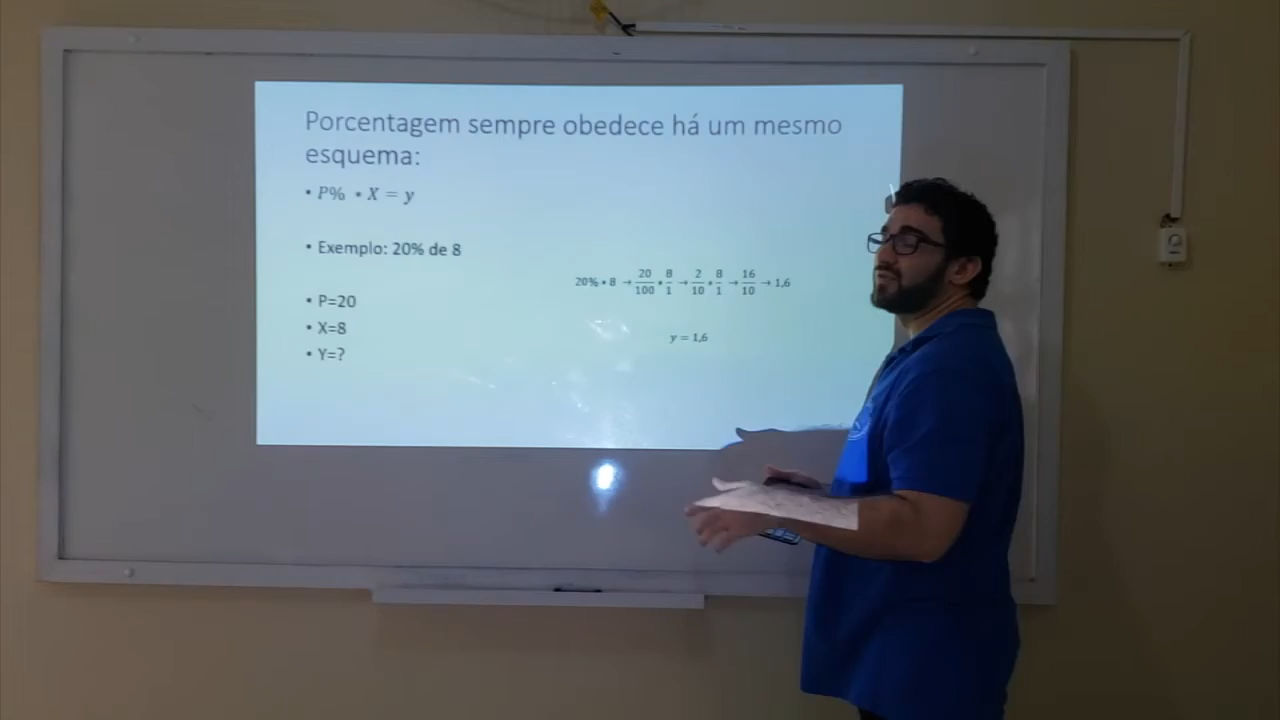 Porcentagem sempre obedece há um mesmo
esquema:
• P% * X = y
• Exemplo: 20% de 8
20% * 8 → 20/100 * 8/1 → 2/10 * 8/1 → 16/10 → 1,6
• P=20
• X=8
y = 1,6
• Y=?